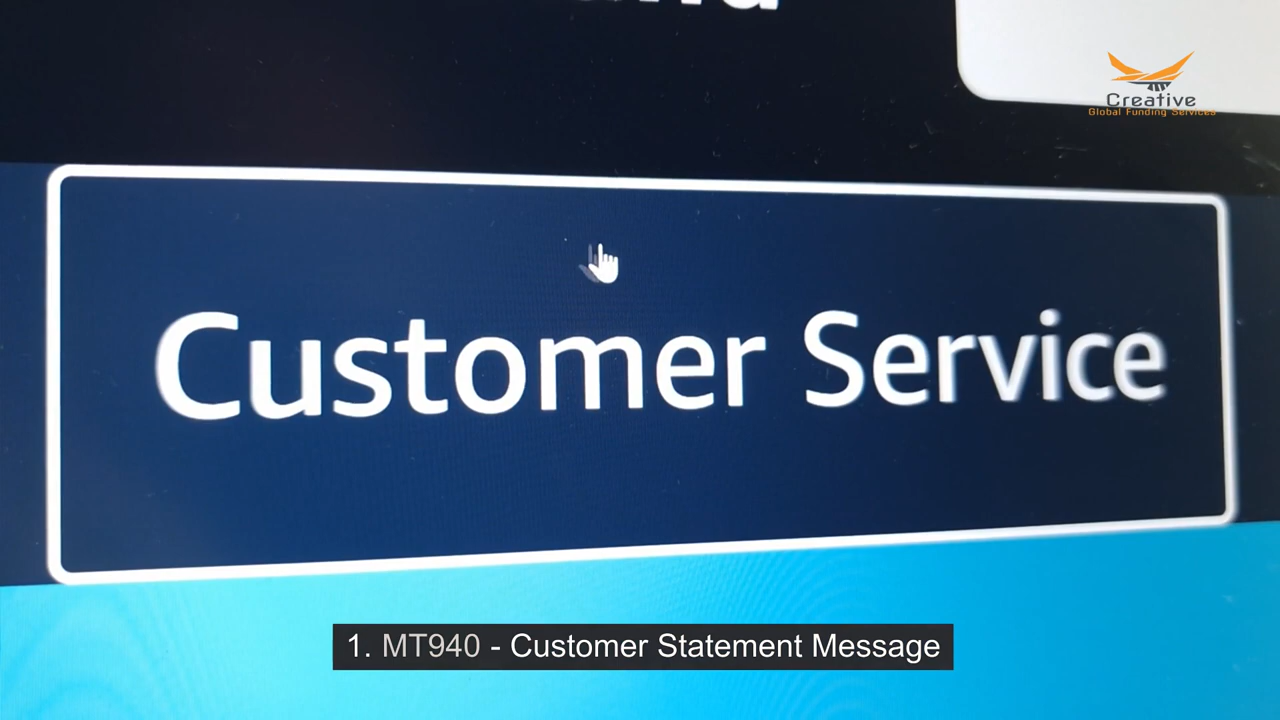 Creative
Global Funding Services
Customer Service
1. MT940 - Customer Statement Message